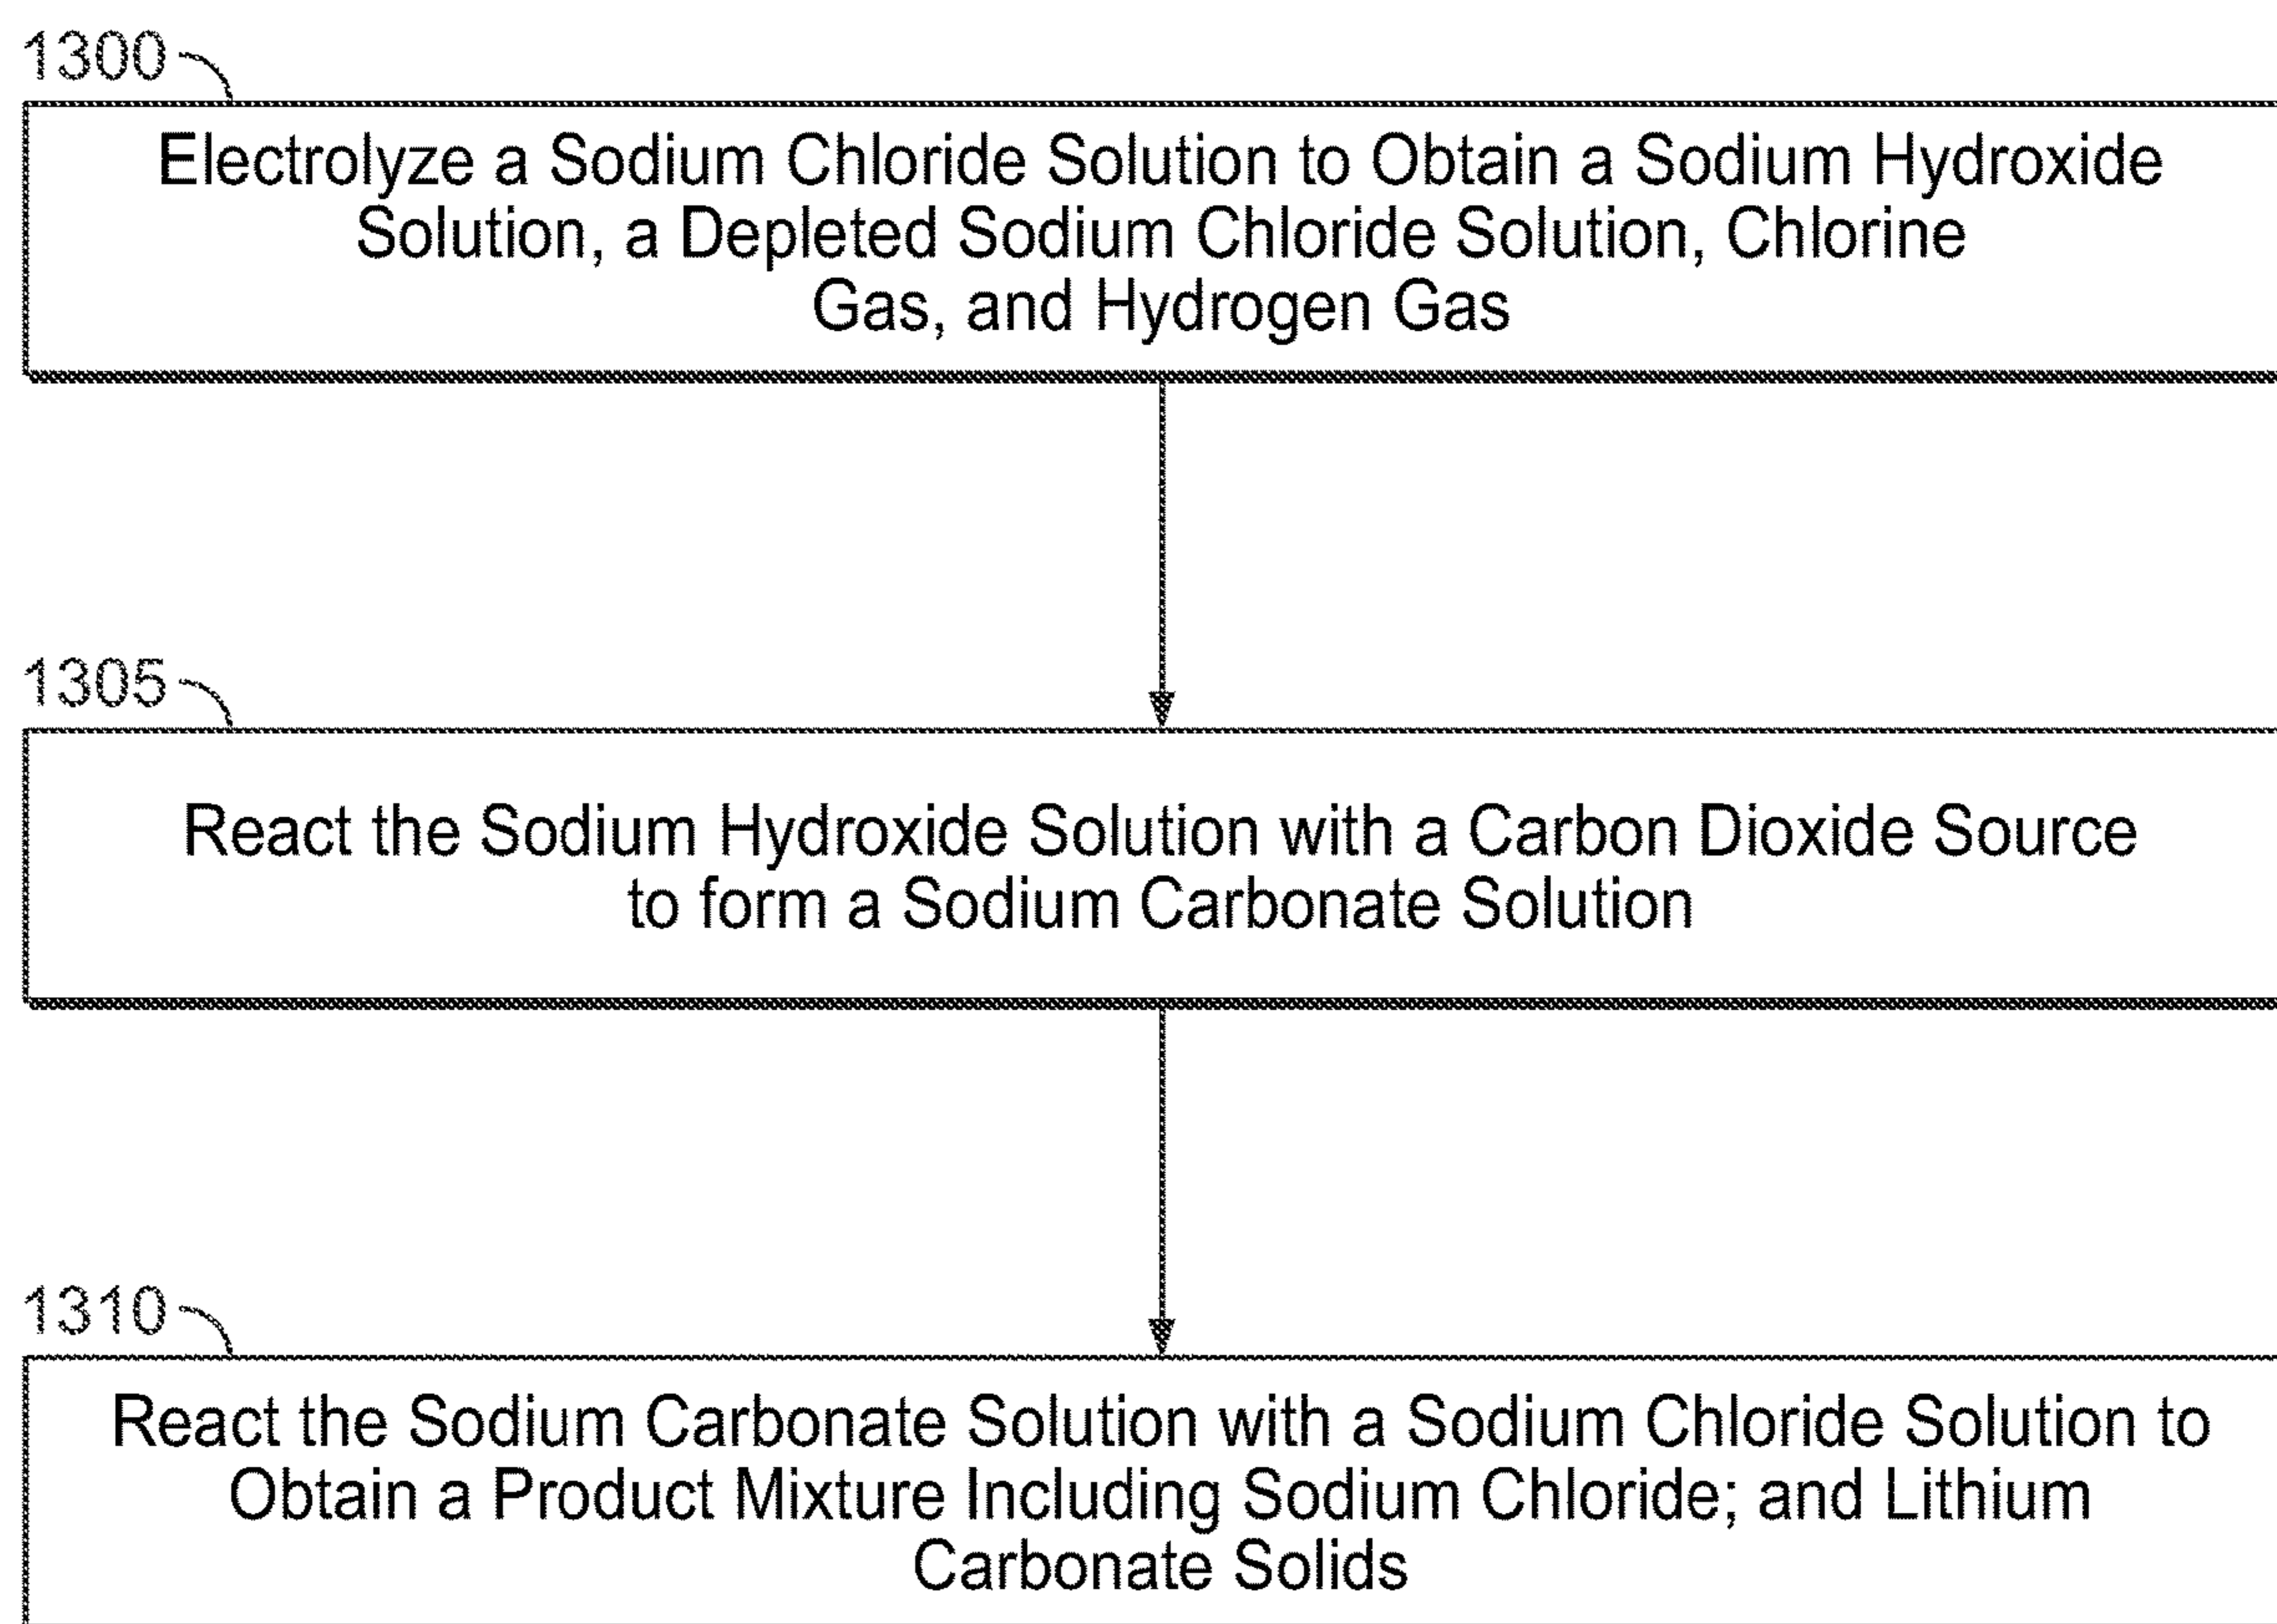 1300
Electrolyze a Sodium Chloride Solution to Obtain a Sodium Hydroxide
Solution, a Depleted Sodium Chloride Solution, Chlorine
Gas, and Hydrogen Gas
1305
React the Sodium Hydroxide Solution with a Carbon Dioxide Source
to form a Sodium Carbonate Solution
1310
React the Sodium Carbonate Solution with a Sodium Chloride Solution to
Obtain a Product Mixture Including Sodium Chloride; and Lithium
Carbonate Solids